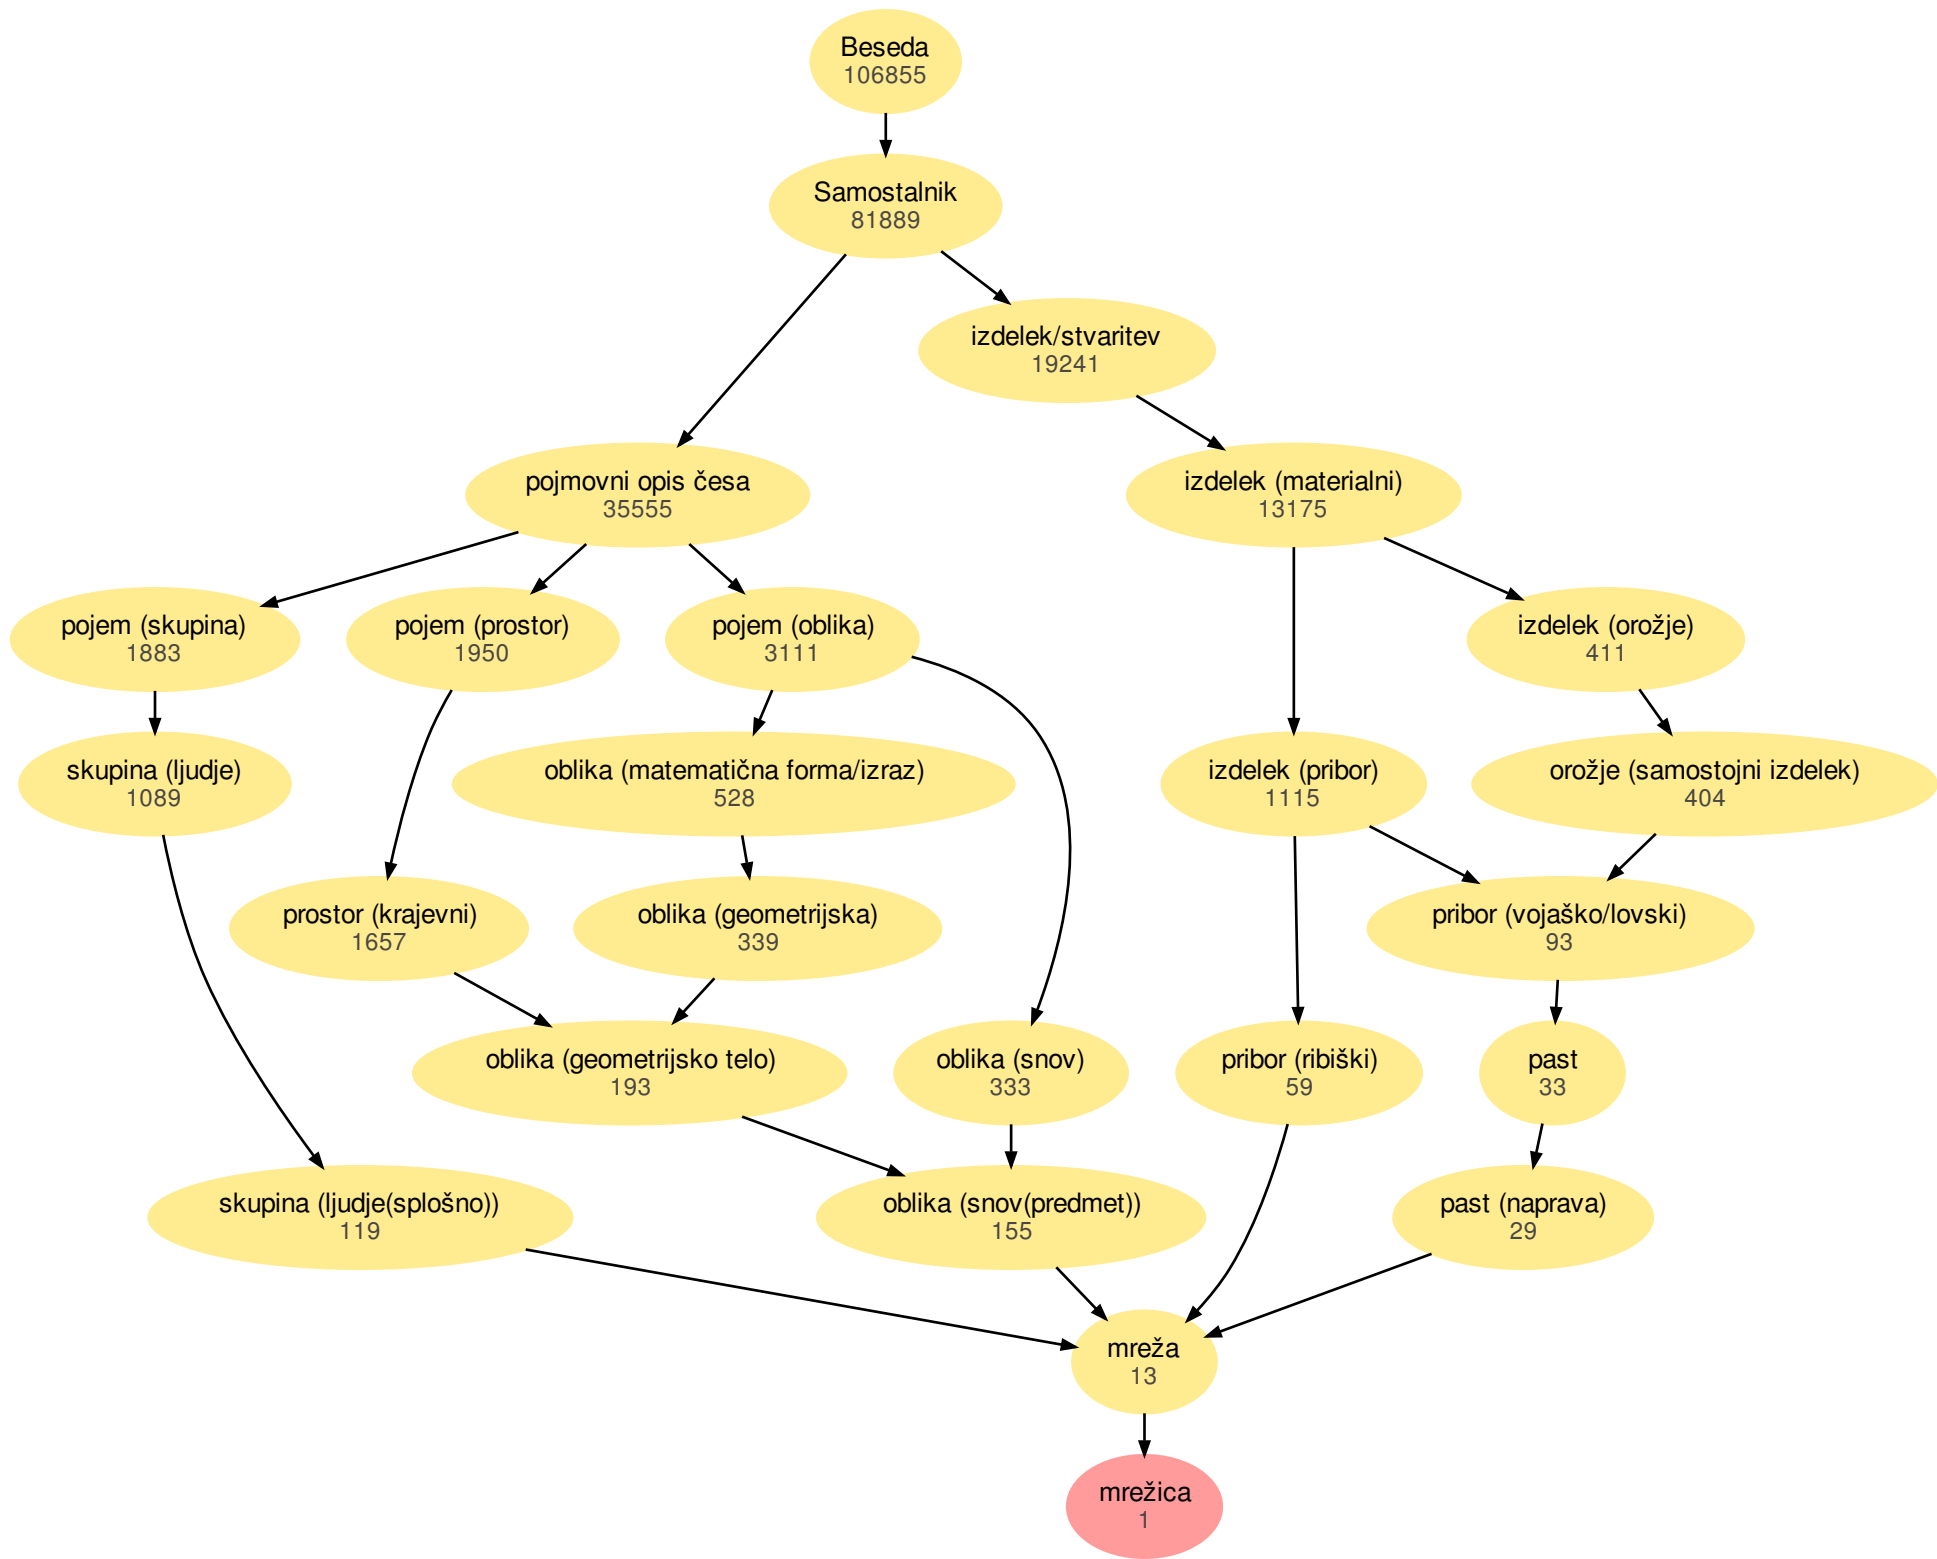 Beseda
106855
Samostalnik
81889
izdelek/stvaritev
19241
pojmovni opis česa
35555
izdelek (materialni)
13175
pojem (skupina)
1883
pojem (prostor)
1950
pojem (oblika)
3111
izdelek (orožje)
411
skupina (ljudje)
1089
oblika (matematična forma/izraz)
528
izdelek (pribor)
1115
orožje (samostojni izdelek)
404
prostor (krajevni)
1657
oblika (geometrijska)
339
pribor (vojaško/lovski)
93
oblika (geometrijsko telo)
193
oblika (snov)
333
pribor (ribiški)
59
past
33
skupina (ljudje(splošno))
119
oblika (snov(predmet))
155
past (naprava)
29
mreža
13
mrežica
1